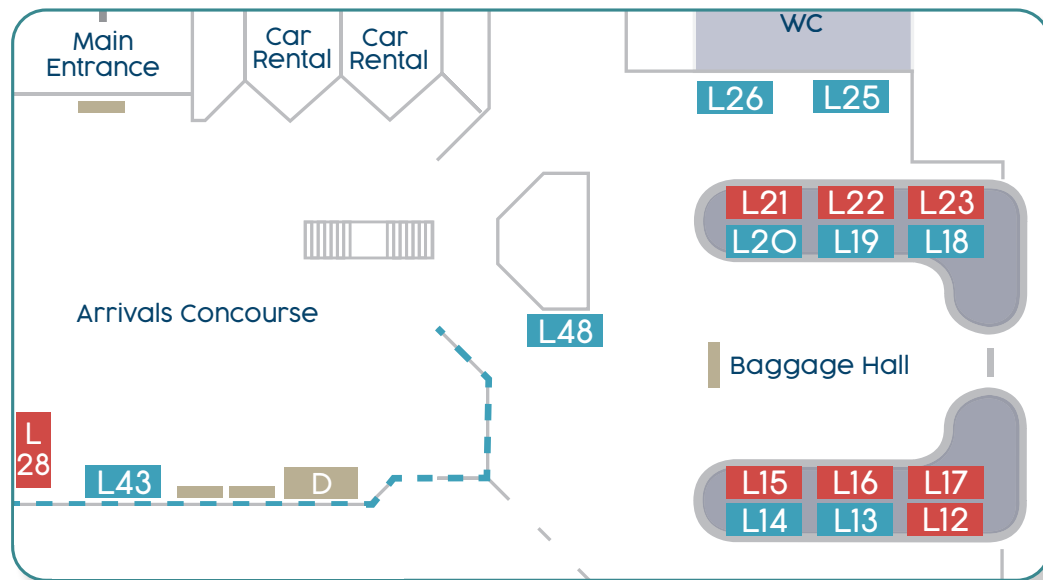 WC
Main
Entrance
Car
Rental
Car
Rental
L26
L25
L21
L22
L23
L20
L19
L18
Arrivals Concourse
L48
Baggage Hall
L
28
L43
D
L15
L16
L17
L14
L13
L12